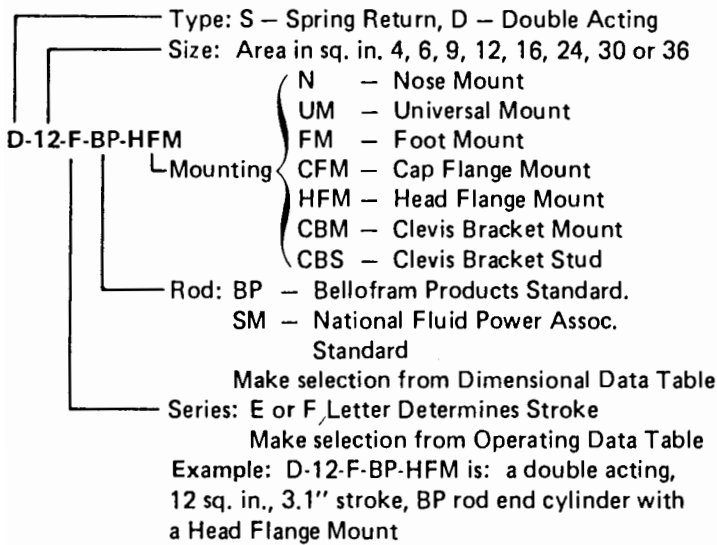 Type: S – Spring Return, D – Double Acting
Size: Area in sq. in. 4, 6, 9, 12, 16, 24, 30 or 36
N – Nose Mount
UM – Universal Mount
FM – Foot Mount
D-12-F-BP-HFM
Mounting
CFM – Cap Flange Mount
HFM – Head Flange Mount
CBM – Clevis Bracket Mount
CBS – Clevis Bracket Stud
Rod: BP – Bellofram Products Standard.
SM – National Fluid Power Assoc.
Standard
Make selection from Dimensional Data Table
Series: E or F, Letter Determines Stroke
Make selection from Operating Data Table
Example: D-12-F-BP-HFM is: a double acting,
12 sq. in., 3.1" stroke, BP rod end cylinder with
a Head Flange Mount